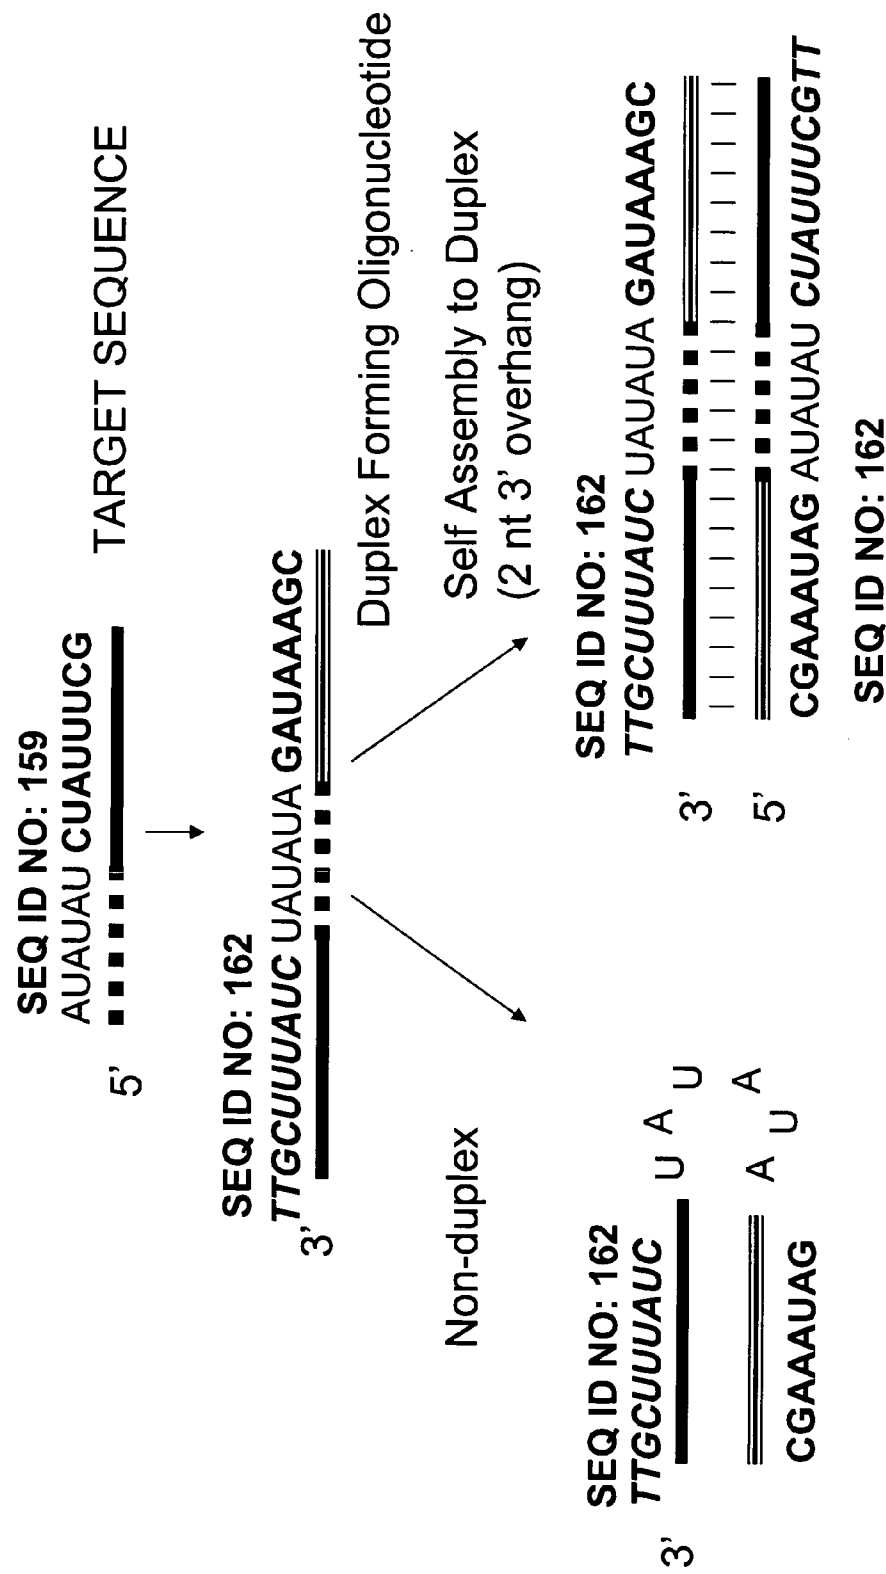 SEQ ID NO: 159
AUAUAU CUAUUUCG
5'
TARGET SEQUENCE
SEQ ID NO: 162
TTGCUUUAUC UAUAUA GAUAAAGC
3'
Duplex Forming Oligonucleotide
Non-duplex
Self Assembly to Duplex
(2 nt 3' overhang)
SEQ ID NO: 162
TTGCUUUAUC
3'
U A U
A U A
CGAAAUAG
SEQ ID NO: 162
TTGCUUUAUC UAUAUA GAUAAAGC
3'
5'
CGAAAUAG AUAUAU CUAUUUCGTT
SEQ ID NO: 162